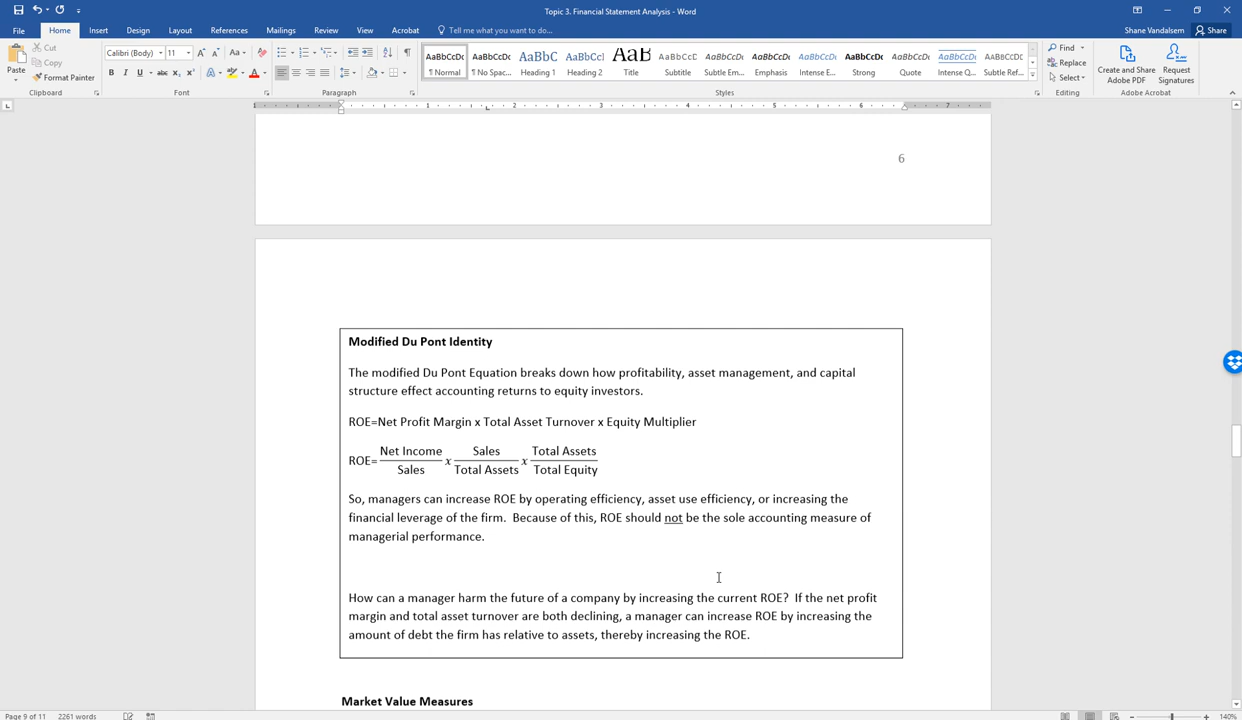 Topic 3. Financial Statement Analysis - Word
File Home Insert Design Layout References Mailings Review View Acrobat Tell me what you want to do... Shane Vandalsem Share
Paste
Cut
Copy
Format Painter
Clipboard
Calibri (Body) 11
Font
Paragraph
AaBbCcDc AaBbCcDc AaBbC AaBbCcC AaB AaBbCcD AaBbCcDc AaBbCcDc AaBbCcDc AaBbCcDc AaBbCcDc AaBbCcDc AaBbCcDc
¶ Normal ¶ No Spac... Heading 1 Heading 2 Title Subtitle Subtle Em... Emphasis Intense E... Strong Quote Intense Q... Subtle Ref...
Styles
Find
Replace
Select
Editing
Create and Share Adobe PDF
Request Signatures
Adobe Acrobat
1 1 2 3 4 5 6 7
6
Modified Du Pont Identity
The modified Du Pont Equation breaks down how profitability, asset management, and capital
structure effect accounting returns to equity investors.
ROE=Net Profit Margin x Total Asset Turnover x Equity Multiplier
ROE= Net Income / Sales x Sales / Total Assets x Total Assets / Total Equity
So, managers can increase ROE by operating efficiency, asset use efficiency, or increasing the
financial leverage of the firm. Because of this, ROE should not be the sole accounting measure of
managerial performance.
How can a manager harm the future of a company by increasing the current ROE? If the net profit
margin and total asset turnover are both declining, a manager can increase ROE by increasing the
amount of debt the firm has relative to assets, thereby increasing the ROE.
Market Value Measures
Page 9 of 11 2261 words 140%